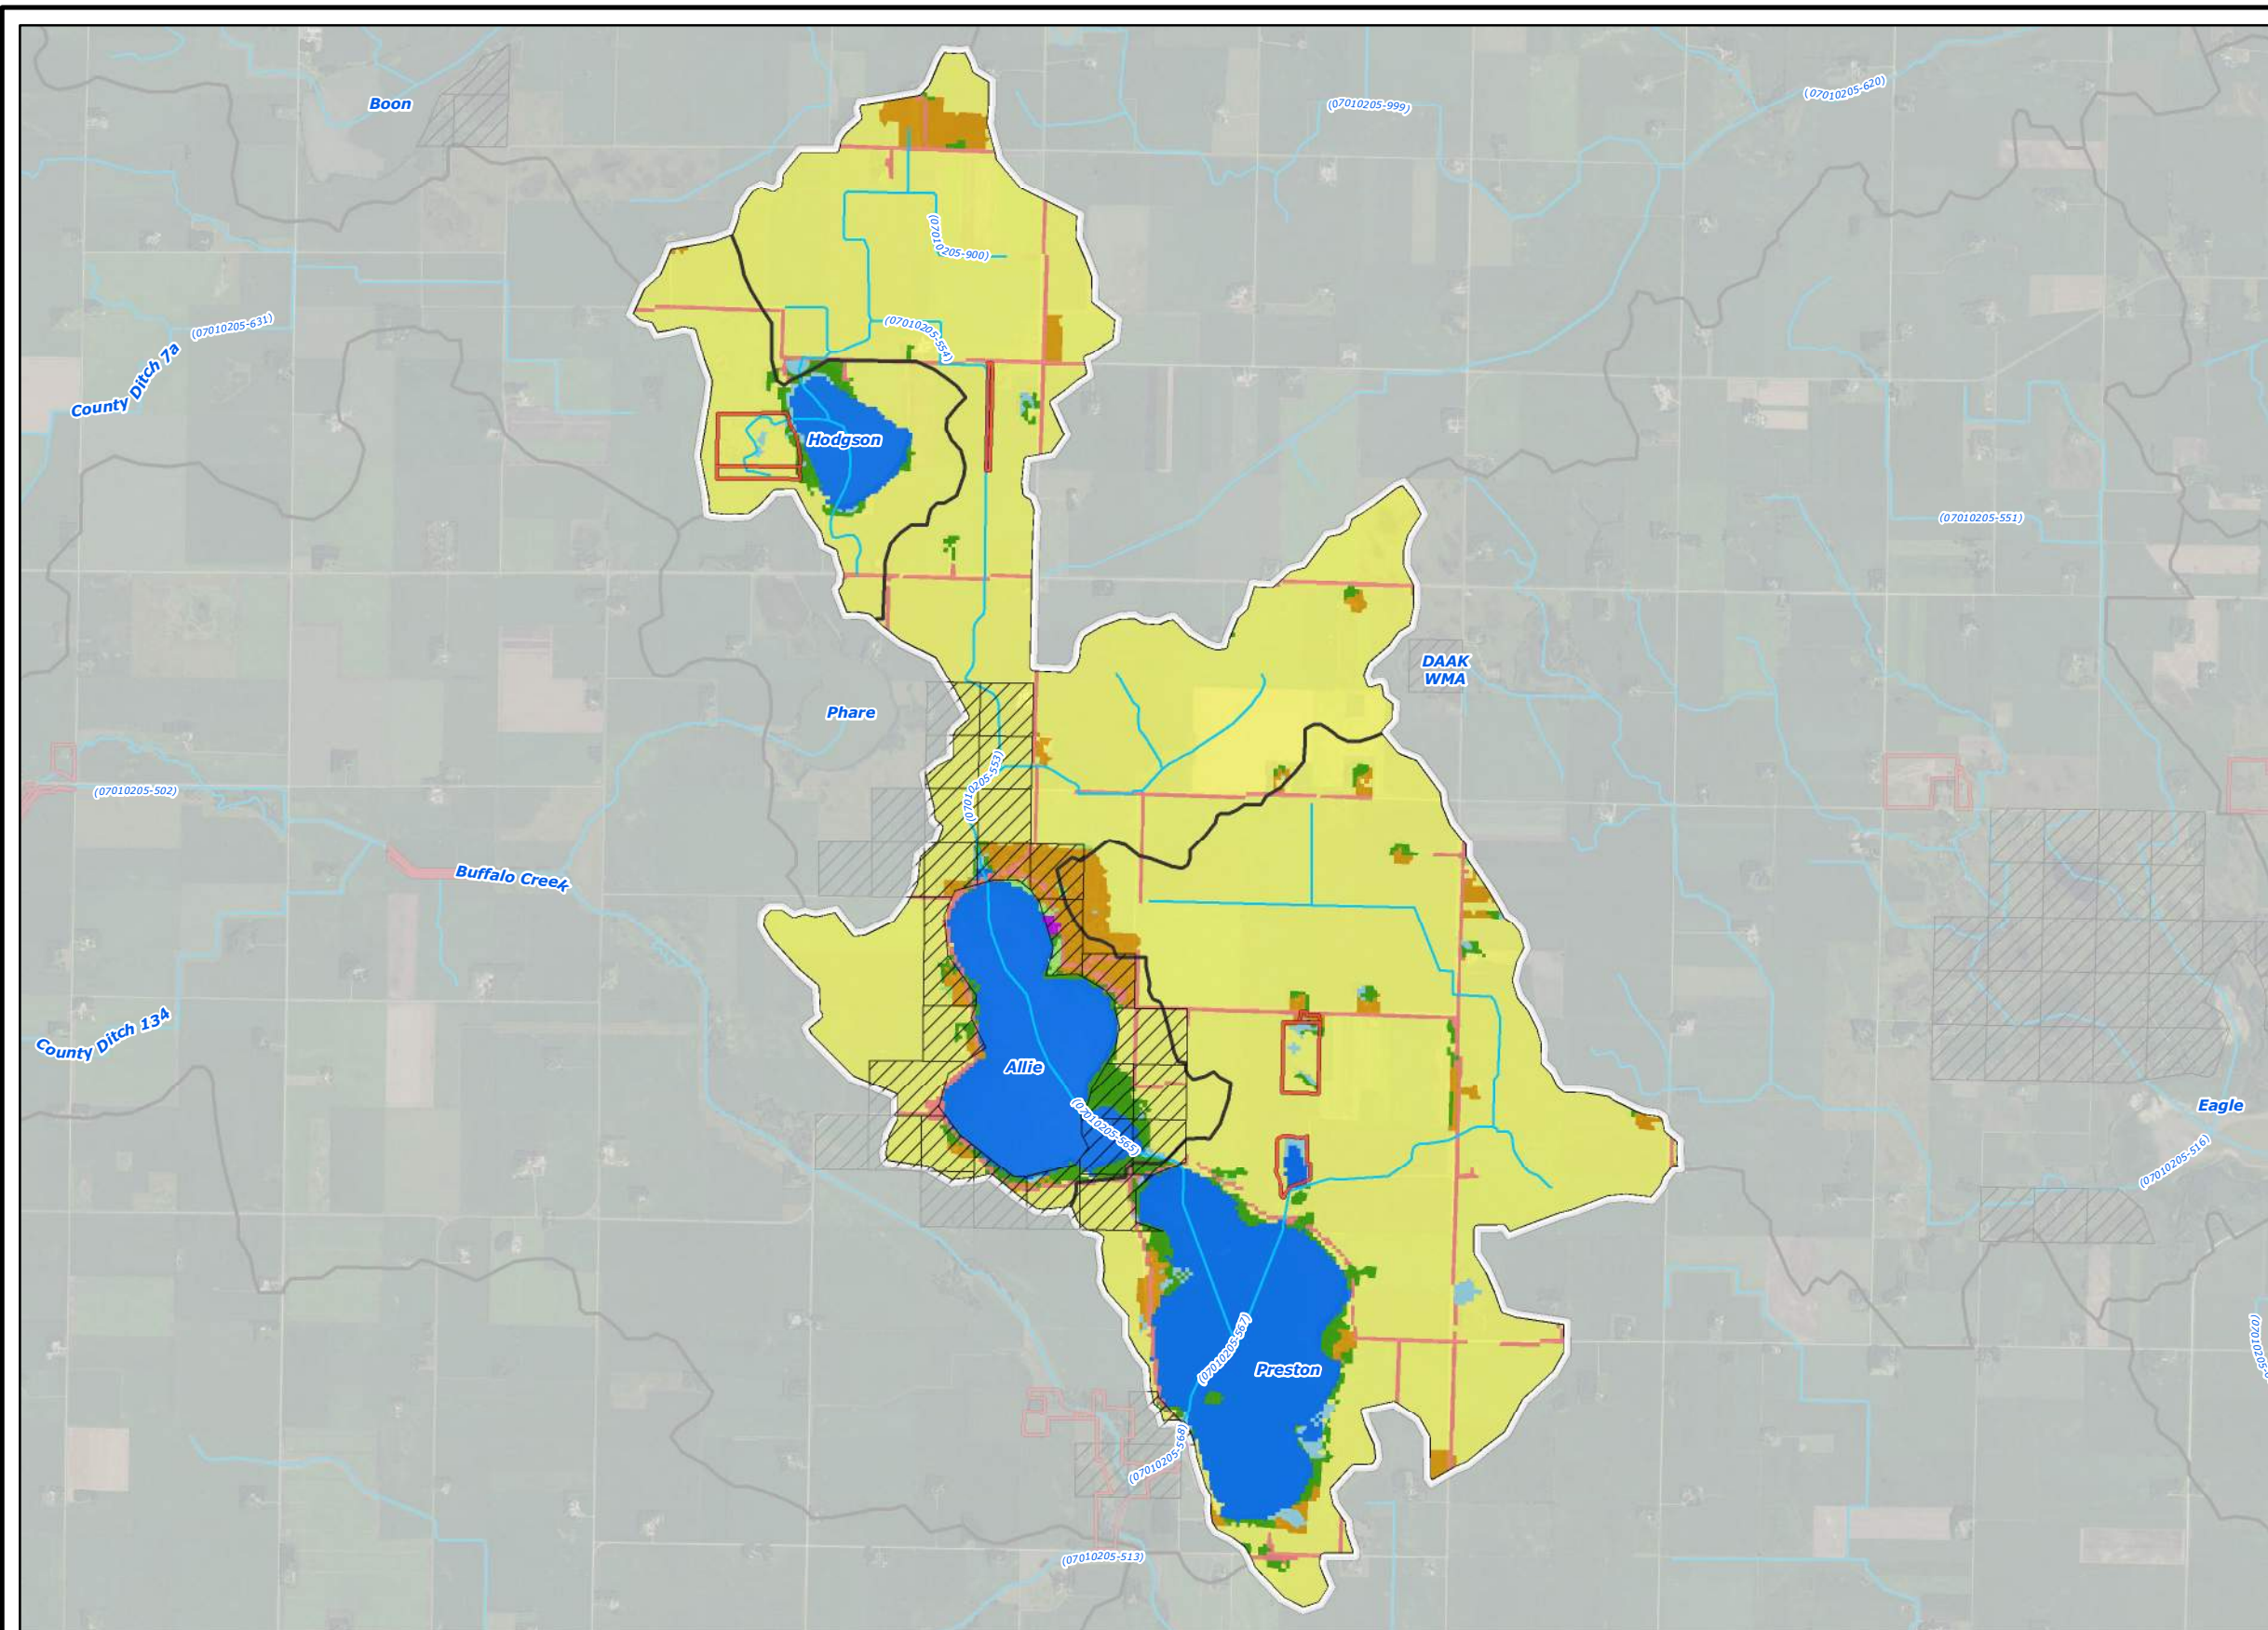 Boon
(07010205-999)
(07010205-620)
(07010205-900)
(07010205-631)
(07010205-554)
County Ditch 7a
Hodgson
(07010205-551)
DAAK
WMA
Phare
(07010205-502)
(07010205-553)
Buffalo Creek
County Ditch 134
Allie
(07010205-565)
Eagle
(07010205-516)
(07010205-567)
Preston
(07010205-568)
(07010205-513)